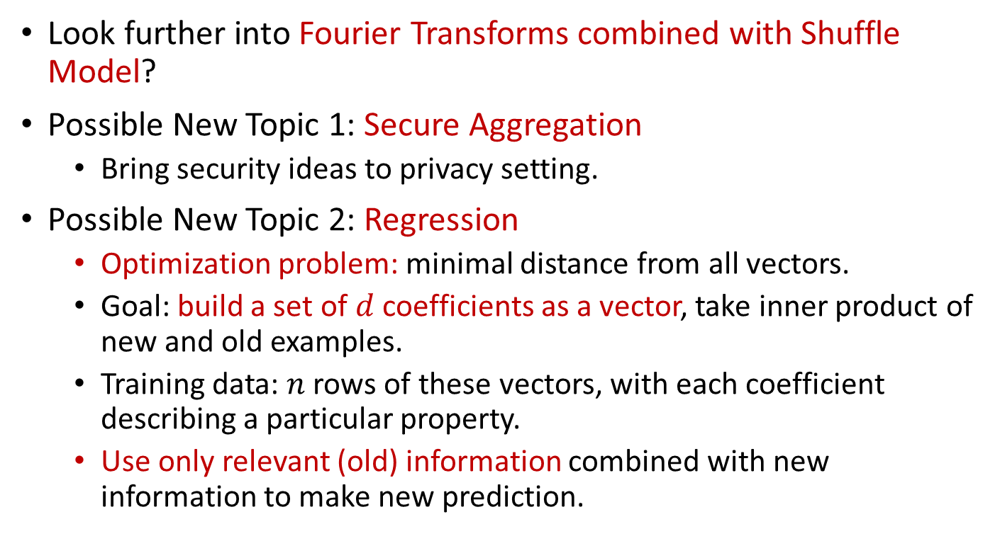 • Look further into Fourier Transforms combined with Shuffle
Model?
• Possible New Topic 1: Secure Aggregation
• Bring security ideas to privacy setting.
• Possible New Topic 2: Regression
• Optimization problem: minimal distance from all vectors.
• Goal: build a set of 𝑑 coefficients as a vector, take inner product of
new and old examples.
• Training data: 𝑛 rows of these vectors, with each coefficient
describing a particular property.
• Use only relevant (old) information combined with new
information to make new prediction.